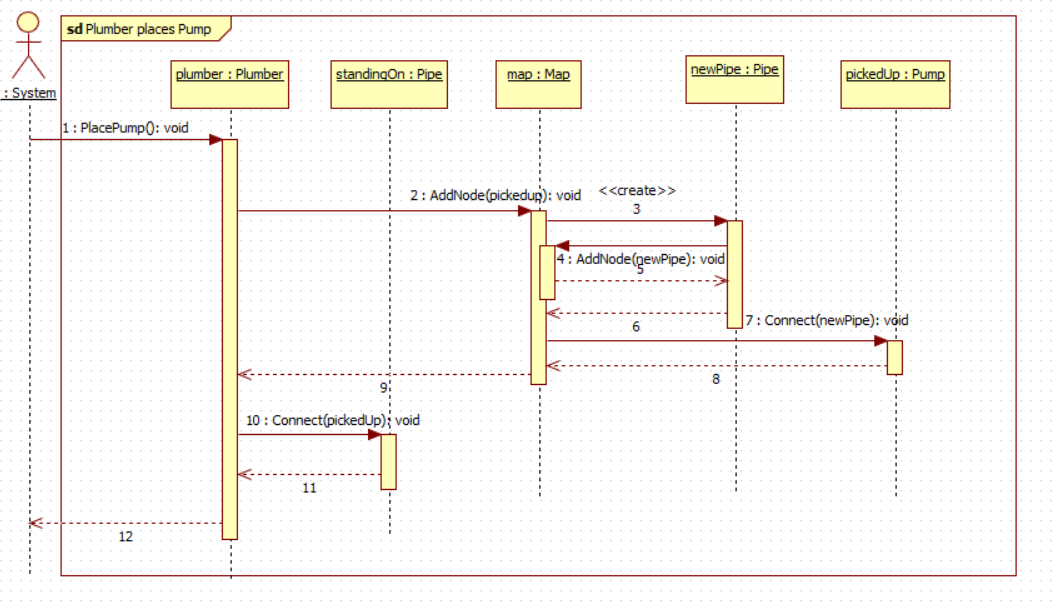 sd Plumber places Pump
: System
plumber : Plumber
standingOn : Pipe
map : Map
newPipe : Pipe
pickedUp : Pump
1 : PlacePump(): void
2 : AddNode(pickedup): void
<<create>>
3
4 : AddNode(newPipe): void
5
6
7 : Connect(newPipe): void
8
9
10 : Connect(pickedUp): void
11
12